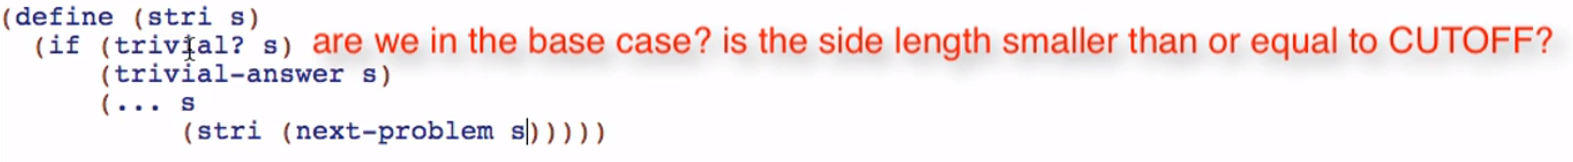 (define (stri s)
(if (trivial? s) are we in the base case? is the side length smaller than or equal to CUTOFF?
(trivial-answer s)
(... s
(stri (next-problem s)))))